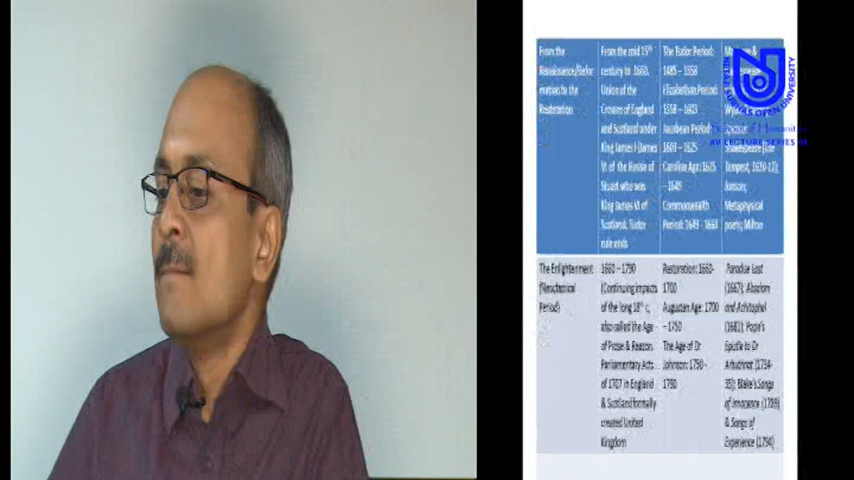 From the
Renaissance/Refor
mation to the
Restoration
From the mid 15th
century to 1660.
Union of the
Crowns of England
and Scotland under
King James I (James
VI of the House of
Stuart who was
King James VI of
Scotland. Tudor
rule ends
The Tudor Period:
1485 – 1558
Elizabethan Period:
1558 – 1603
Jacobean Period:
1603 – 1625
Caroline Age: 1625
– 1649
Commonwealth
Period: 1649 - 1660
&
Shakespeare (
Tempest, 1610-11);
Jonson;
Metaphysical
poets; Milton
The Enlightenment
(Neoclassical
Period)
1660 – 1790
(Continuing impacts
of the long 18th c,
also called the Age
of Prose & Reason.
Parliamentary Acts
of 1707 in England
& Scotland formally
created United
Kingdom
Restoration: 1660-
1700
Augustan Age: 1700
– 1750
The Age of Dr
Johnson: 1750 -
1790
Paradise Lost
(1667); Absalom
and Achitophel
(1681); Pope's
Epistle to Dr
Arbuthnot (1734-
35); Blake's Songs
of Innocence (1789)
& Songs of
Experience (1794)
NETAJI SUBHAS OPEN UNIVERSITY
School of Humanities
AV LECTURE SERIES